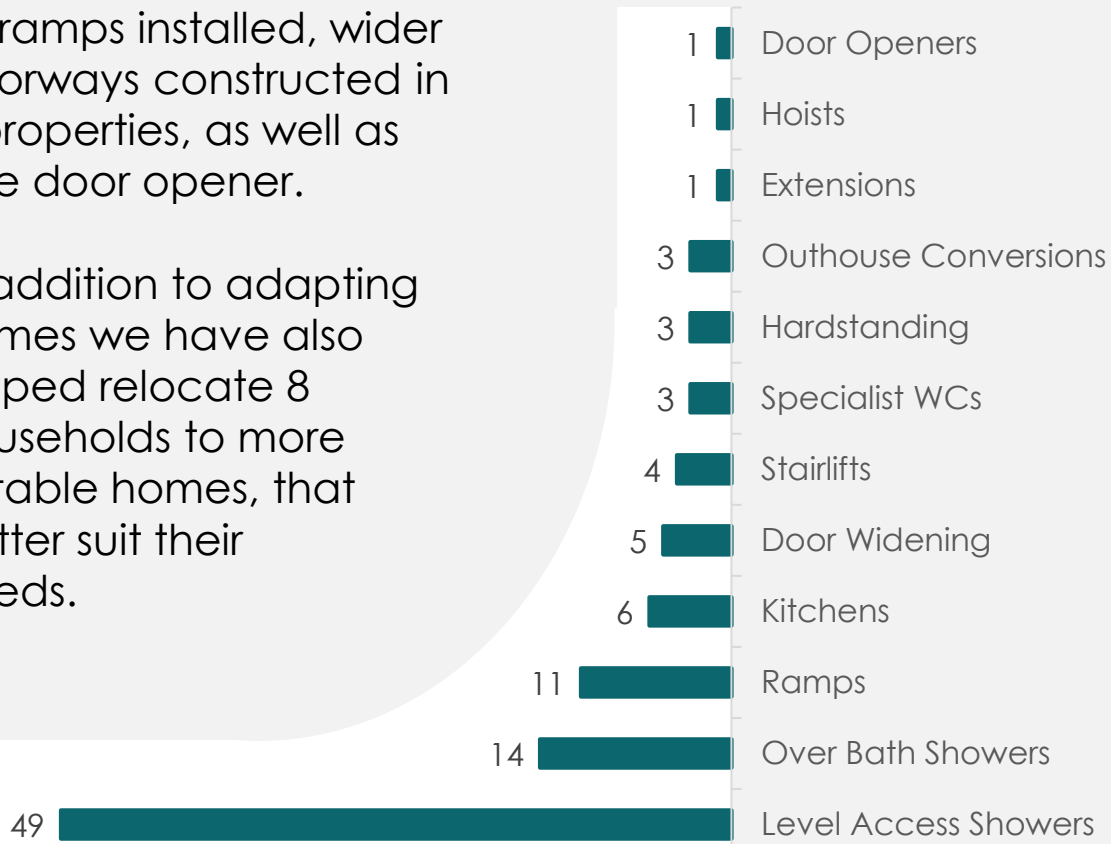 ramps installed, wider
orways constructed in
properties, as well as
e door opener.
addition to adapting
mes we have also
ped relocate 8
useholds to more
table homes, that
tter suit their
eds.
1 Door Openers
1 Hoists
1 Extensions
3 Outhouse Conversions
3 Hardstanding
3 Specialist WCs
4 Stairlifts
5 Door Widening
6 Kitchens
11 Ramps
14 Over Bath Showers
49 Level Access Showers